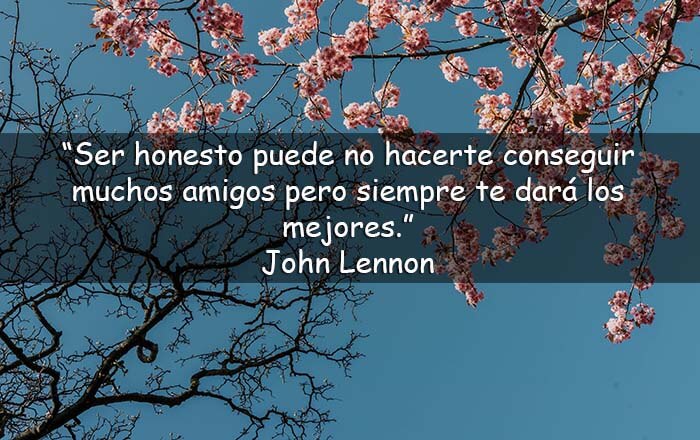 “Ser honesto puede no hacerte conseguir
muchos amigos pero siempre te dará los
mejores.”
John Lennon